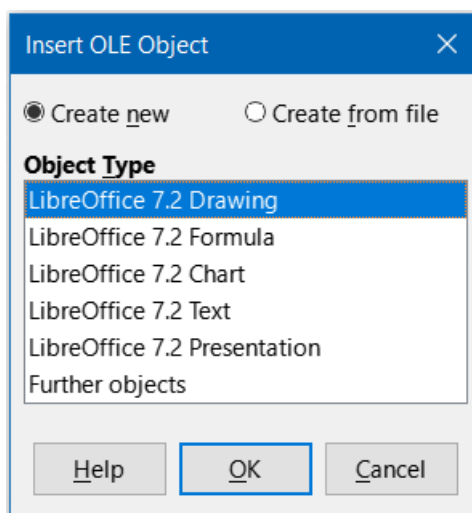 Insert OLE Object
Create new Create from file
Object Type
LibreOffice 7.2 Drawing
LibreOffice 7.2 Formula
LibreOffice 7.2 Chart
LibreOffice 7.2 Text
LibreOffice 7.2 Presentation
Further objects
Help OK Cancel